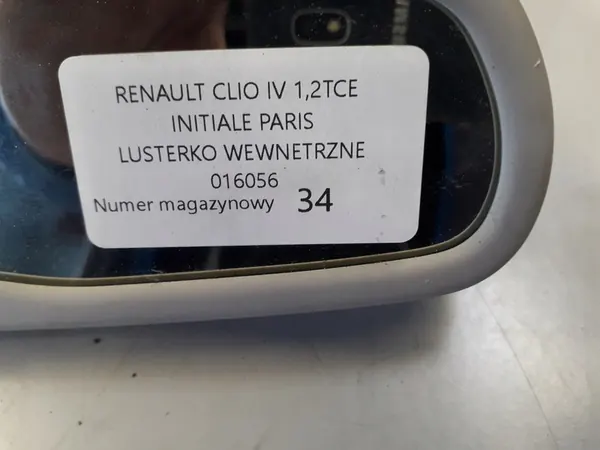 RENAULT CLIO IV 1,2TCE
INITIALE PARIS
LUSTERKO WEWNETRZNE
016056
Numer magazynowy 34